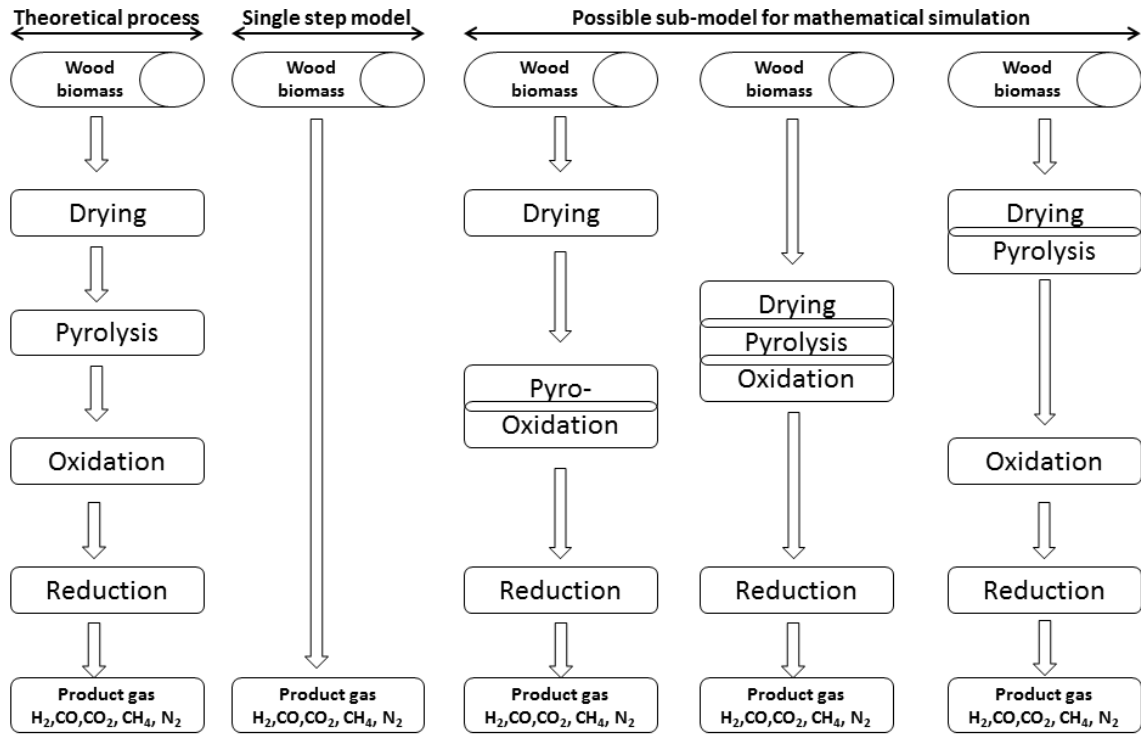 Theoretical process
Single step model
Possible sub-model for mathematical simulation
Wood
biomass
Drying
Pyrolysis
Oxidation
Reduction
Product gas
H₂,CO,CO₂, CH₄, N₂
Wood
biomass
Product gas
H₂,CO,CO₂, CH₄, N₂
Wood
biomass
Drying
Pyro-
Oxidation
Reduction
Product gas
H₂,CO,CO₂, CH₄, N₂
Wood
biomass
Drying
Pyrolysis
Oxidation
Reduction
Product gas
H₂,CO,CO₂, CH₄, N₂
Wood
biomass
Drying
Pyrolysis
Oxidation
Reduction
Product gas
H₂,CO,CO₂, CH₄, N₂